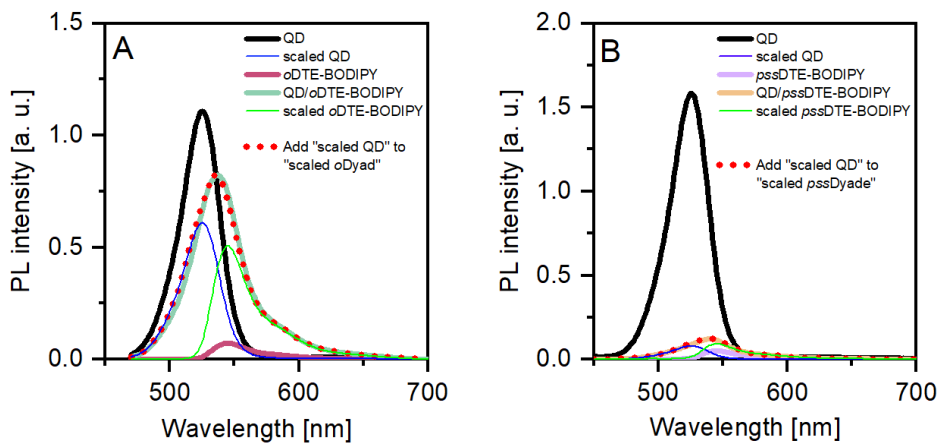 A
PL intensity [a. u.]
1.5
1.0
0.5
0.0
QD
scaled QD
oDTE-BODIPY
QD/oDTE-BODIPY
scaled oDTE-BODIPY
Add "scaled QD" to
"scaled oDyad"
500 600 700
Wavelength [nm]
B
PL intensity [a. u.]
2.0
1.5
1.0
0.5
0.0
QD
scaled QD
pssDTE-BODIPY
QD/pssDTE-BODIPY
scaled pssDTE-BODIPY
Add "scaled QD" to
"scaled pssDyade"
500 600 700
Wavelength [nm]